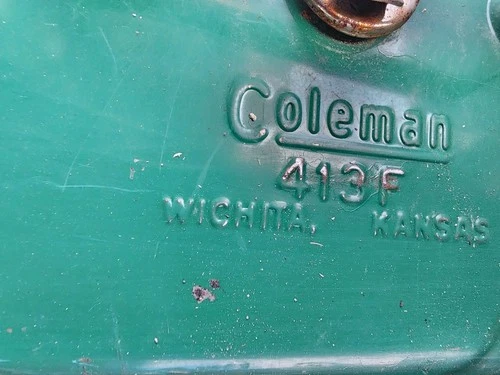 Coleman
413F
WICHITA, KANSAS